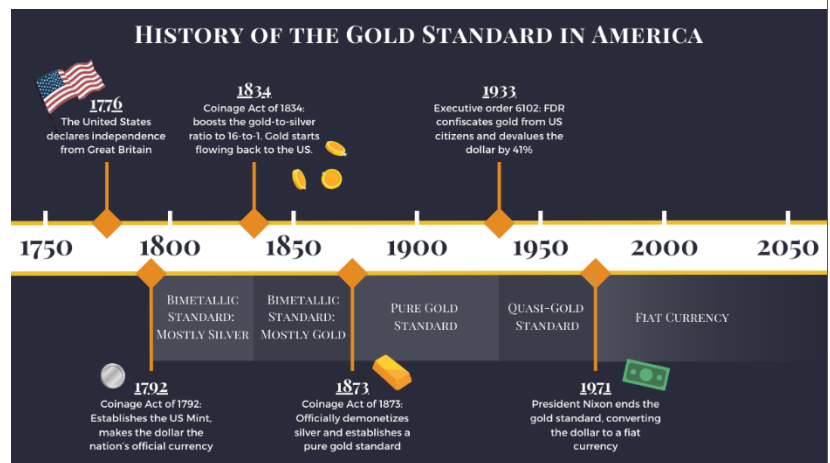 History of the Gold Standard in America
1776
The United States
declares independence
from Great Britain
1834
Coinage Act of 1834:
boosts the gold-to-silver
ratio to 16-to-1. Gold starts
flowing back to the US.
1933
Executive order 6102: FDR
confiscates gold from US
citizens and devalues the
dollar by 41%
1750 1800 1850 1900 1950 2000 2050
Bimetallic
Standard:
Mostly Silver
Bimetallic
Standard:
Mostly Gold
Pure Gold
Standard
Quasi-Gold
Standard
Fiat Currency
1792
Coinage Act of 1792:
Establishes the US Mint,
makes the dollar the
nation's official currency
1873
Coinage Act of 1873:
Officially demonetizes
silver and establishes a
pure gold standard
1971
President Nixon ends the
gold standard, converting
the dollar to a fiat
currency